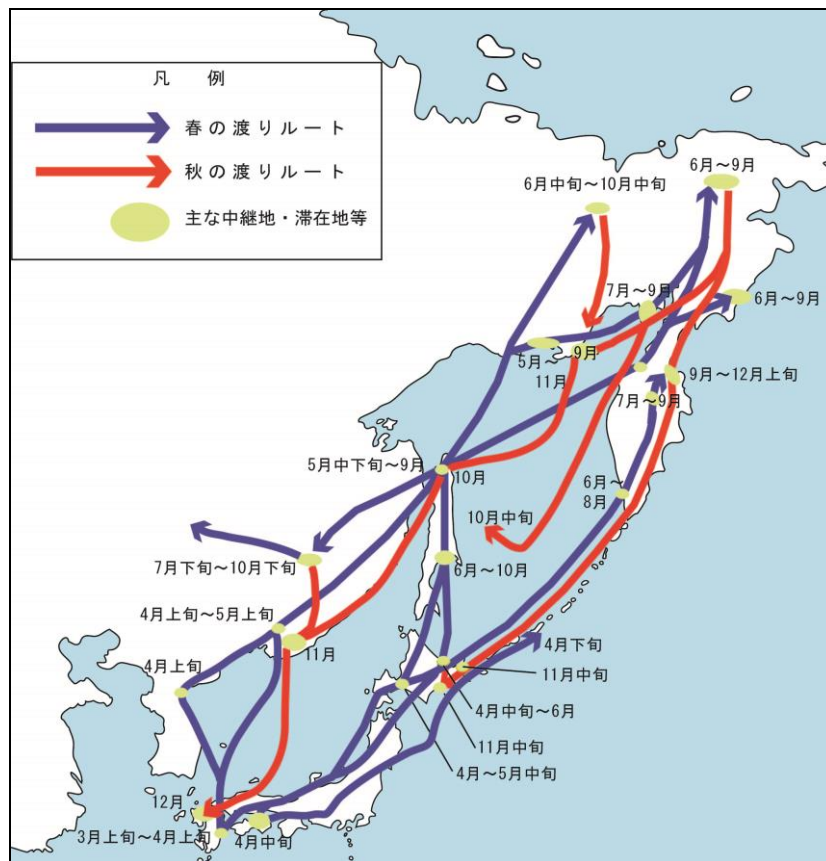 凡　例
春の渡りルート
秋の渡りルート
主な中継地・滞在地等
6月～9月
6月中旬～10月中旬
7月～9月
6月～9月
5月～
11月
9月
9月～12月上旬
7月～9月
5月中下旬～9月
10月
6月～
8月
10月中旬
7月下旬～10月下旬
6月～10月
4月上旬～5月上旬
11月
4月下旬
4月上旬
11月中旬
4月中旬～6月
11月中旬
4月～5月中旬
12月
3月上旬～4月上旬
4月中旬